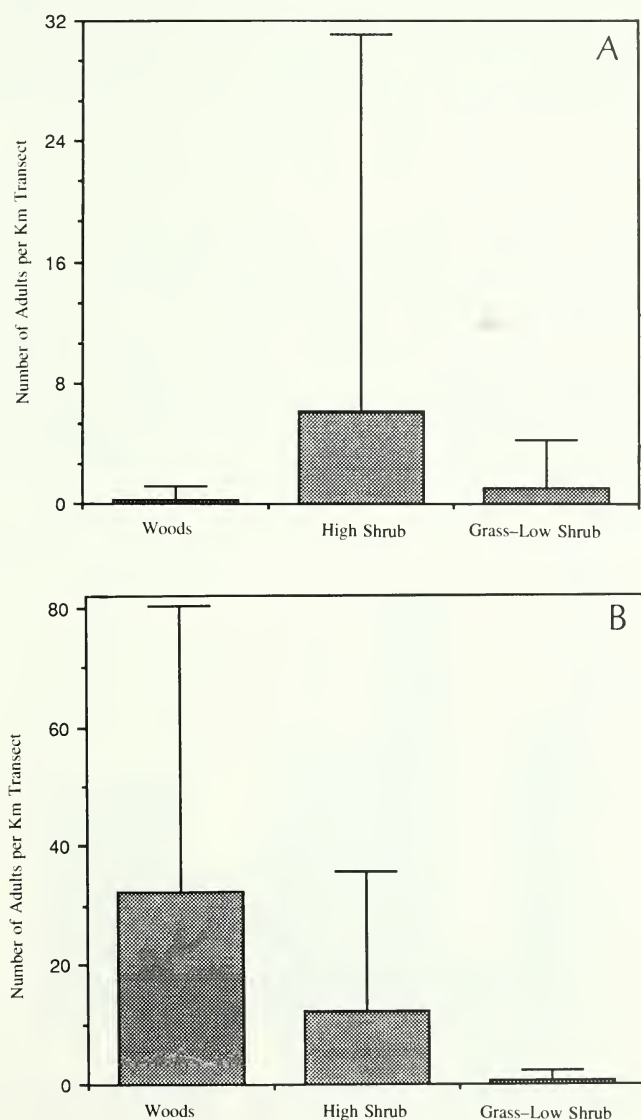 A
Number of Adults per Km Transect
32
24
16
8
0
Woods
High Shrub
Grass–Low Shrub
B
Number of Adults per Km Transect
80
60
40
20
0
Woods
High Shrub
Grass–Low Shrub